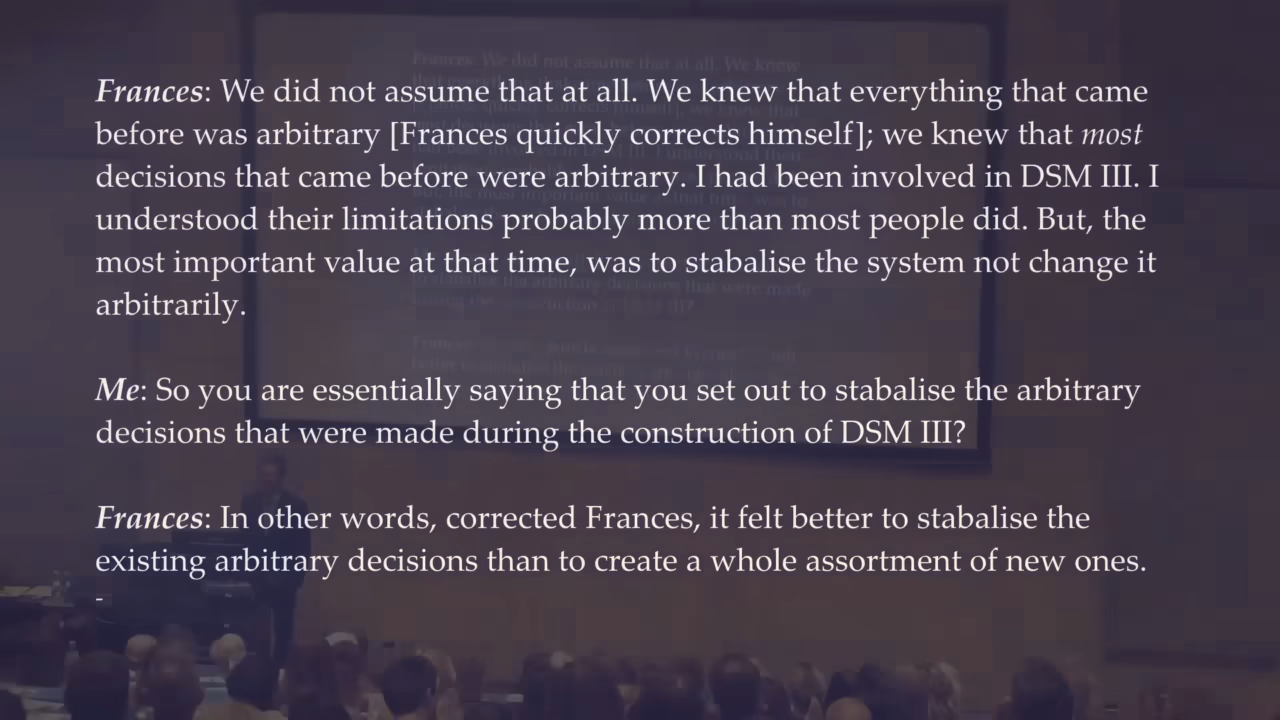 Frances: We did not assume that at all. We knew that everything that came
before was arbitrary [Frances quickly corrects himself]; we knew that most
decisions that came before were arbitrary. I had been involved in DSM III. I
understood their limitations probably more than most people did. But, the
most important value at that time, was to stabalise the system not change it
arbitrarily.
Me: So you are essentially saying that you set out to stabalise the arbitrary
decisions that were made during the construction of DSM III?
Frances: In other words, corrected Frances, it felt better to stabalise the
existing arbitrary decisions than to create a whole assortment of new ones.
-